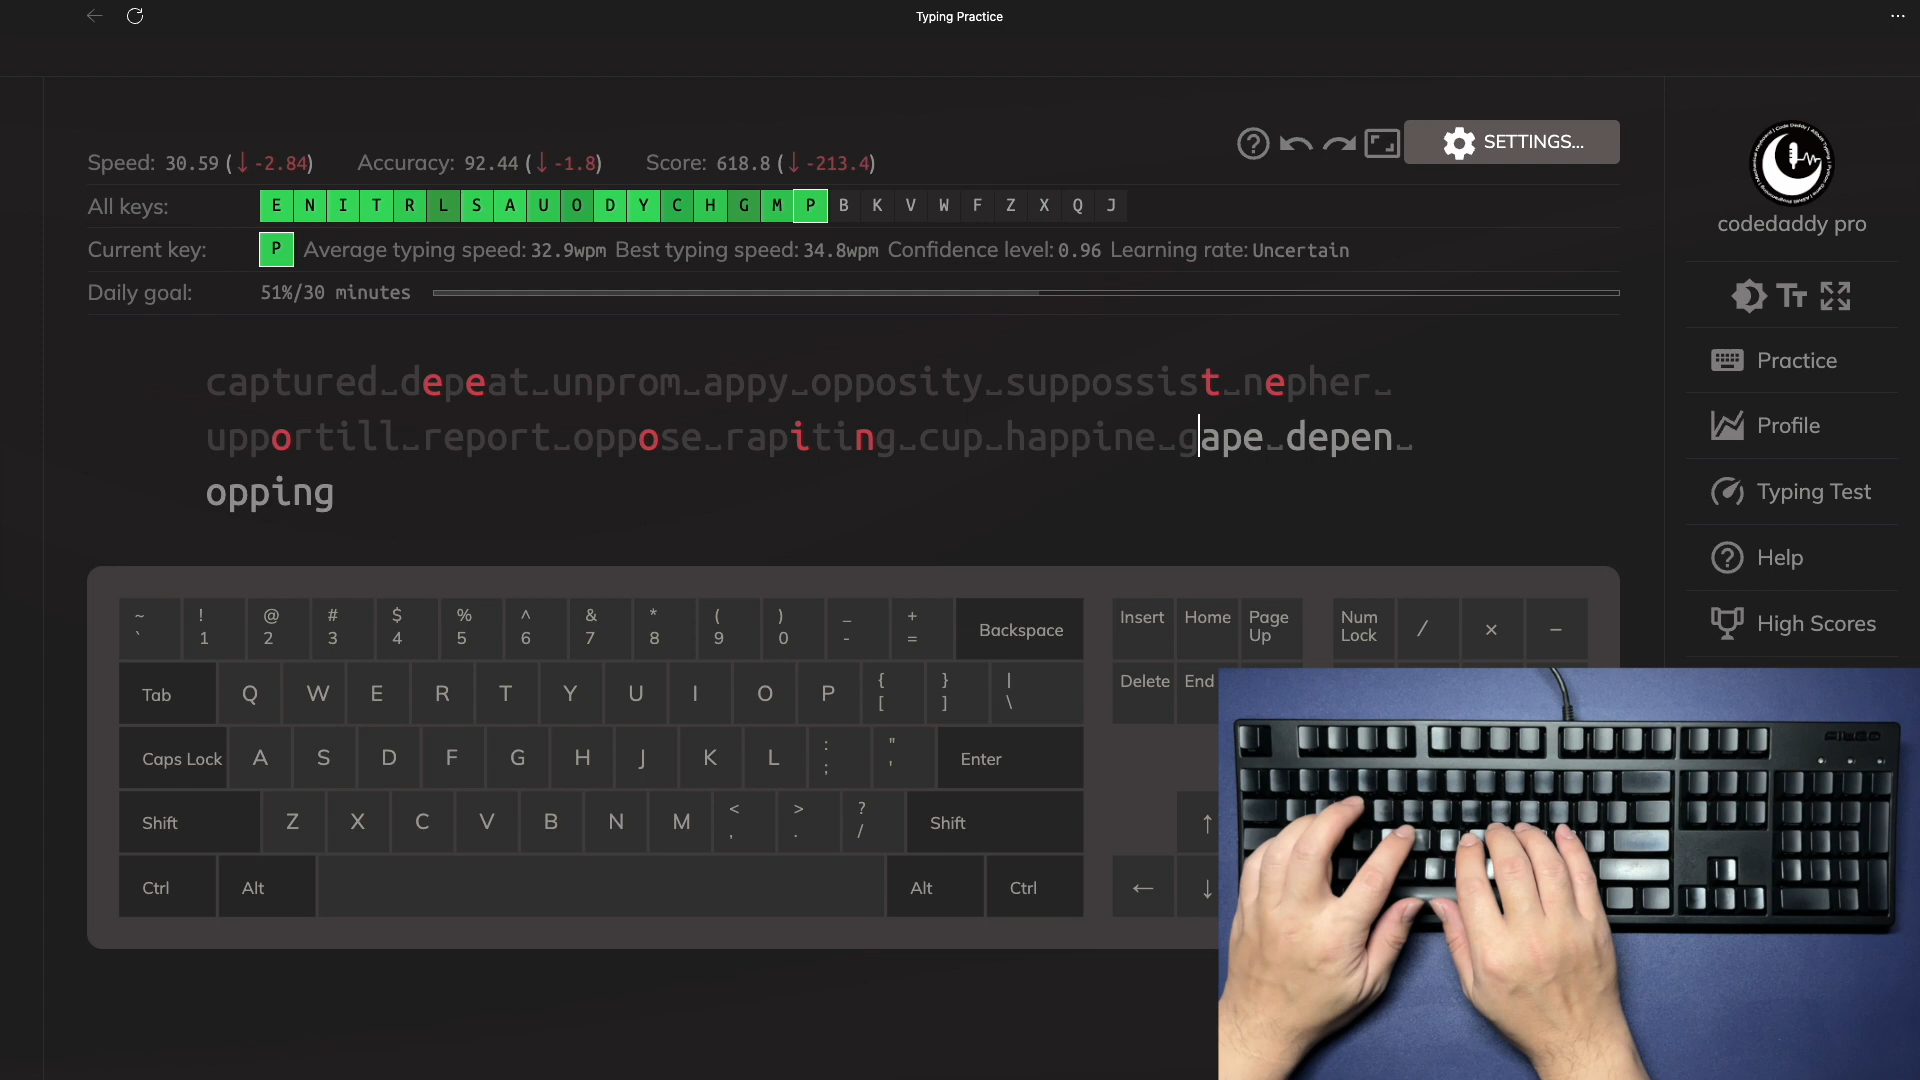 Typing Practice
SETTINGS...
Speed: 30.59 (↓-2.84) Accuracy: 92.44 (↓-1.8) Score: 618.8 (↓-213.4)
All keys: E N I T R L S A U O D Y C H G M P B K V W F Z X Q J
Current key: P Average typing speed: 32.9wpm Best typing speed: 34.8wpm Confidence level: 0.96 Learning rate: Uncertain
Daily goal: 51%/30 minutes
captured␣depeat␣unprom␣appy␣opposity␣suppossist␣nepher␣
upportill␣report␣oppose␣rapiting␣cup␣happine␣gape␣depen␣
opping
~ ! @ # $ % ^ & * ( ) _ +
` 1 2 3 4 5 6 7 8 9 0 - = Backspace
Insert Home Page Up Num Lock / × −
Tab Q W E R T Y U I O P { [ } ] | \
Delete End
Caps Lock A S D F G H J K L : ; " ' Enter
Shift Z X C V B N M < , > . ? / Shift
↑
Ctrl Alt Alt Ctrl
← ↓
codedaddy pro
Practice
Profile
Typing Test
Help
High Scores